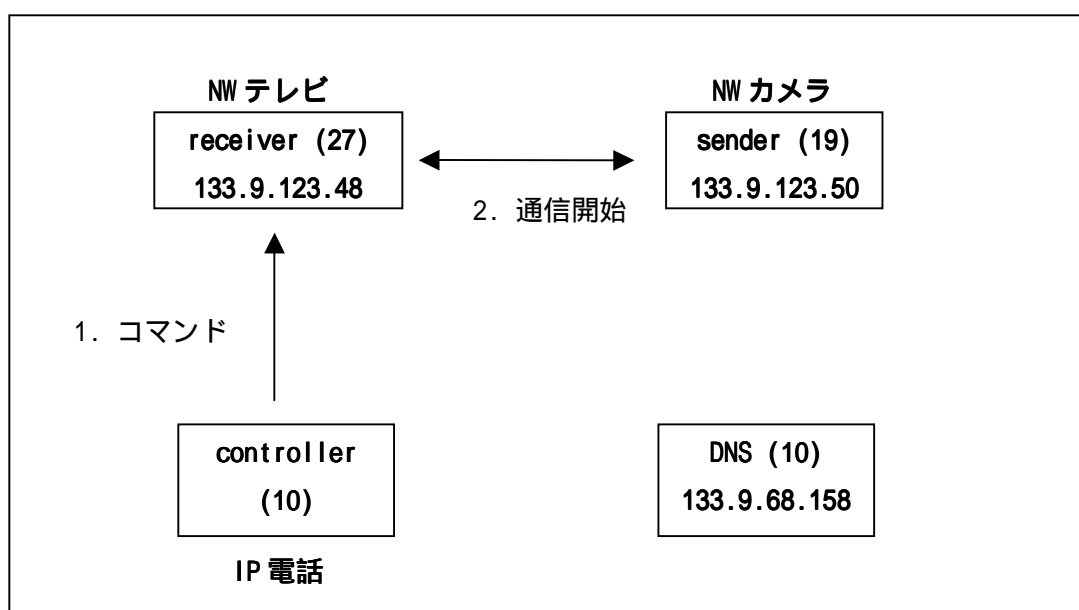 NWテレビ
receiver (27)
133.9.123.48
NWカメラ
sender (19)
133.9.123.50
2. 通信開始
1. コマンド
controller
(10)
IP電話
DNS (10)
133.9.68.158